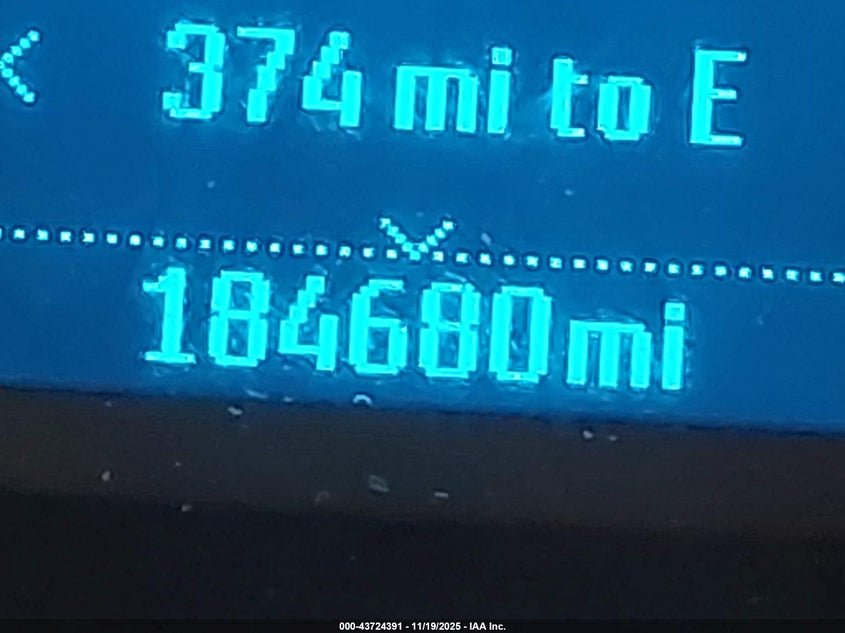 < 374 mi to E
184680mi
000-43724391 - 11/19/2025 - IAA Inc.